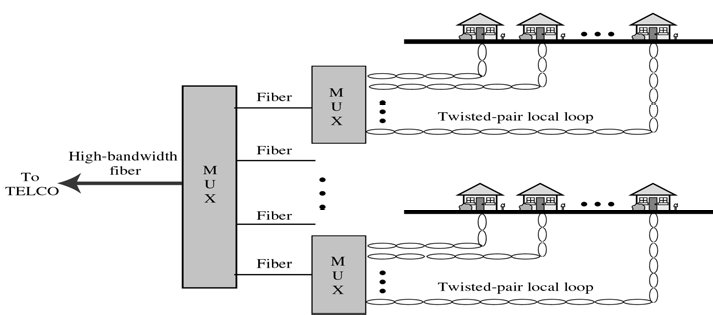 Fiber
M
U
X
Twisted-pair local loop
High-bandwidth
fiber
To
TELCO
M
U
X
Fiber
Fiber
Fiber
M
U
X
Twisted-pair local loop